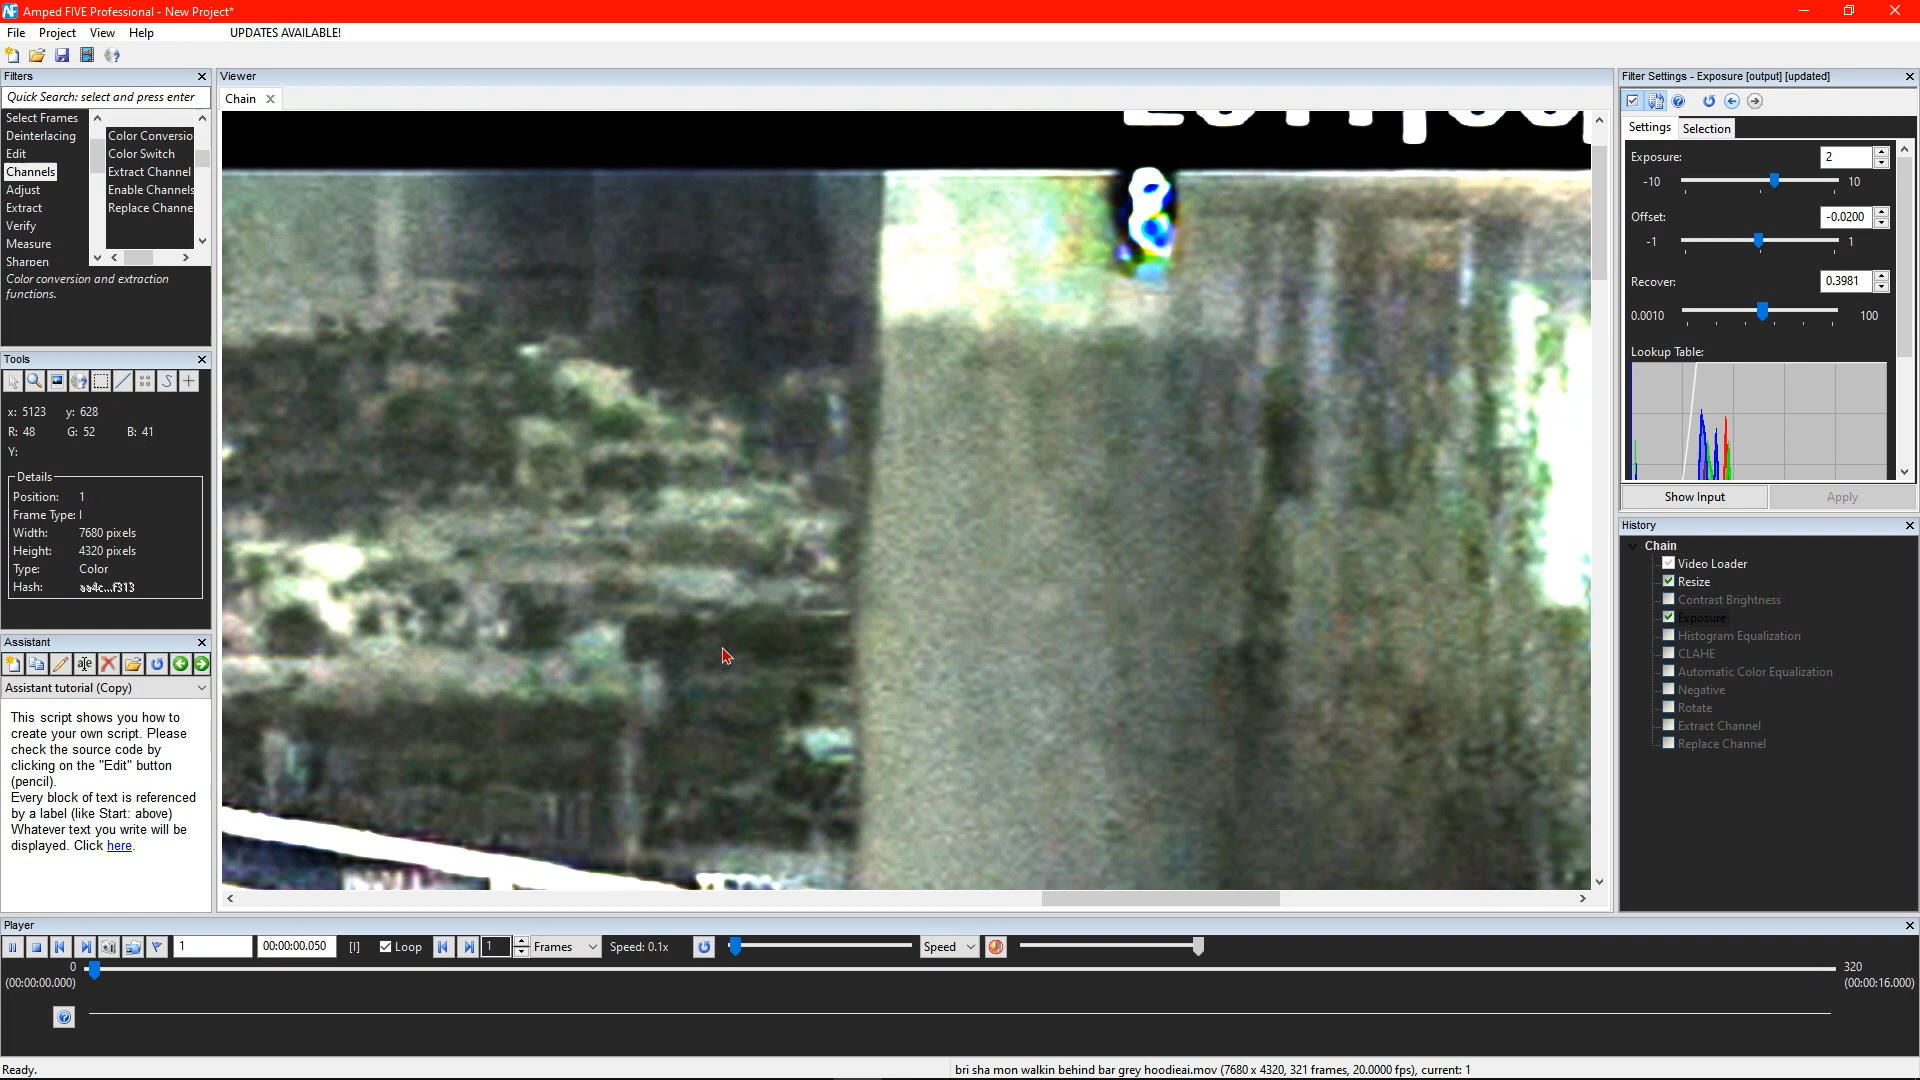 Amped FIVE Professional - New Project*
File Project View Help UPDATES AVAILABLE!
Filters
Quick Search: select and press enter
Select Frames
Deinterlacing
Edit
Channels
Adjust
Extract
Verify
Measure
Sharpen
Color Conversio
Color Switch
Extract Channel
Enable Channels
Replace Channe
Color conversion and extraction
functions.
Tools
x: 5123 y: 628
R: 48 G: 52 B: 41
Y:
Details
Position: 1
Frame Type: I
Width: 7680 pixels
Height: 4320 pixels
Type: Color
Hash: aa4c...f313
Assistant
Assistant tutorial (Copy)
This script shows you how to
create your own script. Please
check the source code by
clicking on the "Edit" button
(pencil).
Every block of text is referenced
by a label (like Start: above)
Whatever text you write will be
displayed. Click here.
Viewer
Chain
Filter Settings - Exposure [output] [updated]
Settings Selection
Exposure: 2
-10 10
Offset: -0.0200
-1 1
Recover: 0.3981
0.0010 100
Lookup Table:
Show Input Apply
History
Chain
Video Loader
Resize
Contrast Brightness
Exposure
Histogram Equalization
CLAHE
Automatic Color Equalization
Negative
Rotate
Extract Channel
Replace Channel
Player
1 00:00:00.050 [I] Loop 1 Frames Speed: 0.1x Speed
0 320
(00:00:00.000) (00:00:16.000)
Ready. bri sha mon walkin behind bar grey hoodieai.mov (7680 x 4320, 321 frames, 20.0000 fps), current: 1